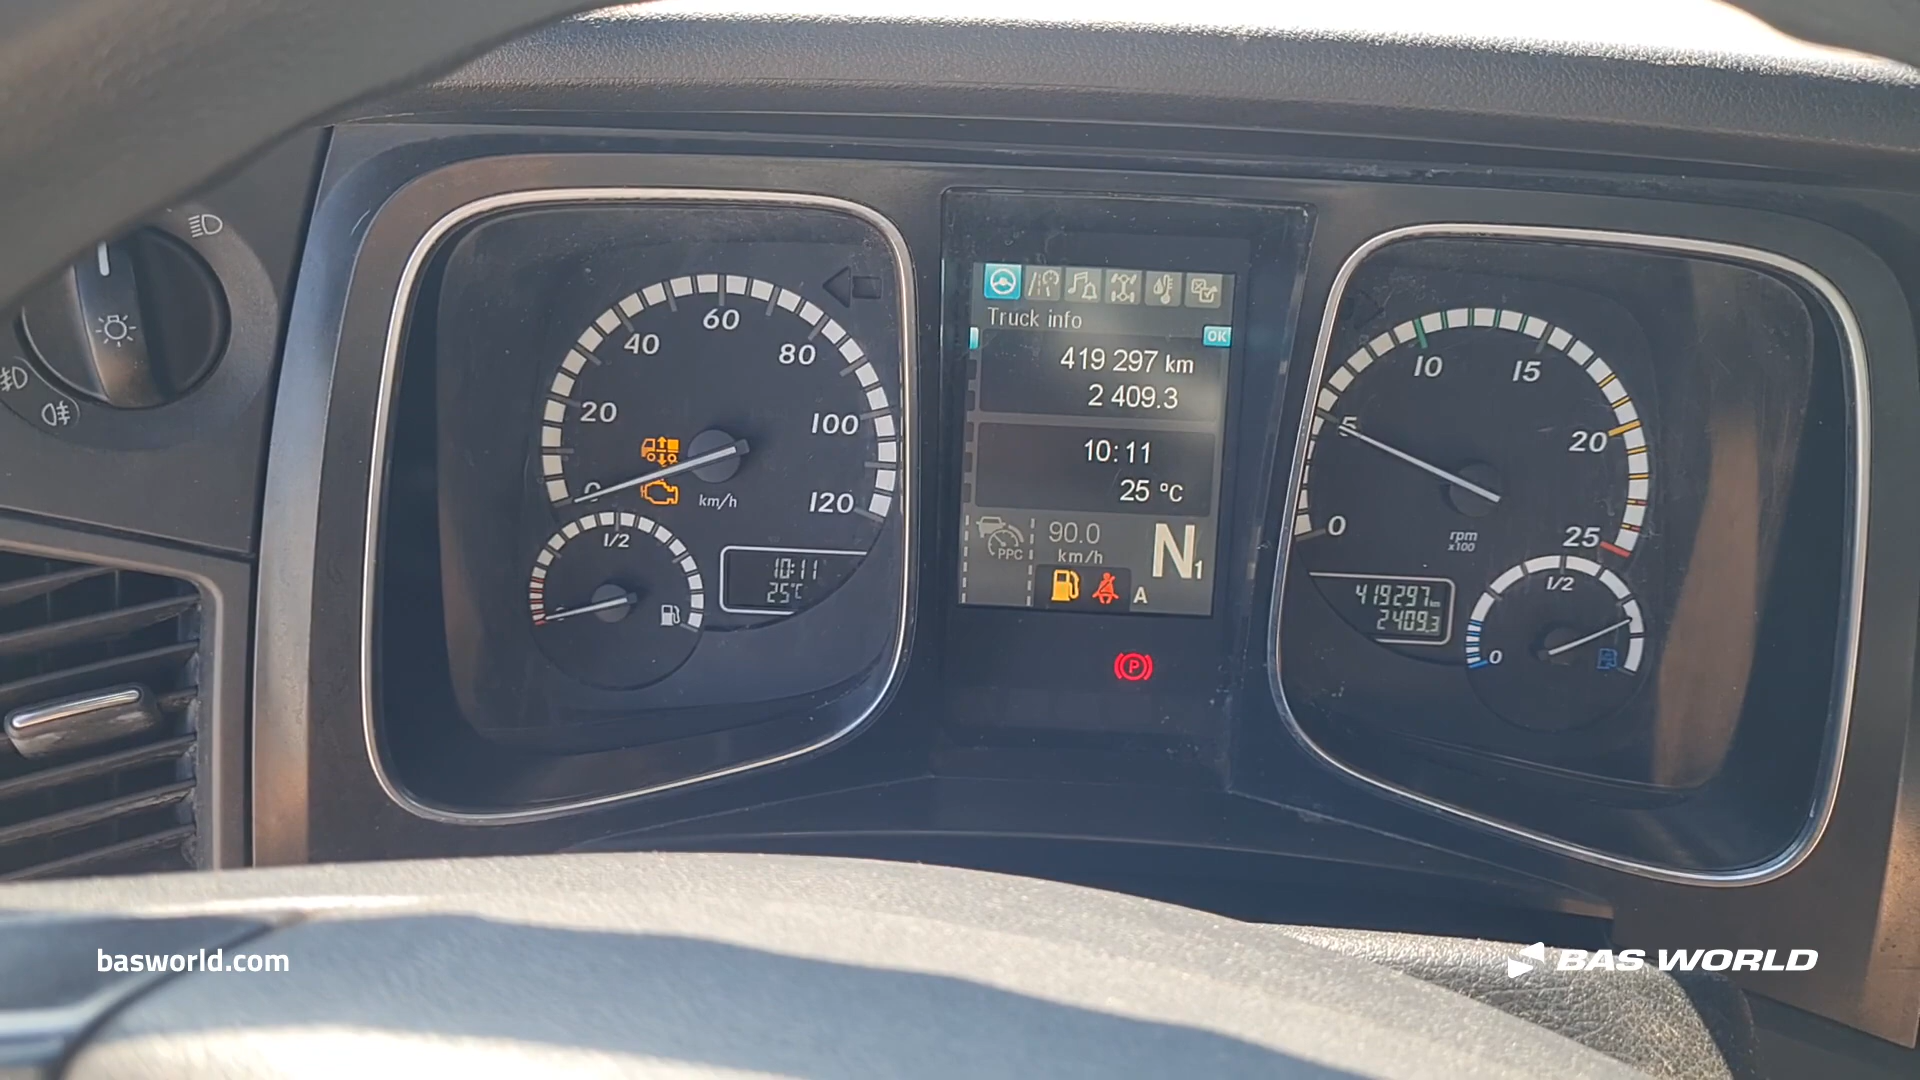 Truck info
OK
419 297 km
2 409.3
10:11
25 °C
PPC
90.0
km/h
N1
A
P
0
20
40
60
80
100
120
km/h
1/2
10:11
25°C
0
5
10
15
20
25
rpm
x100
419297km
2409.3
1/2
0
basworld.com
BAS WORLD